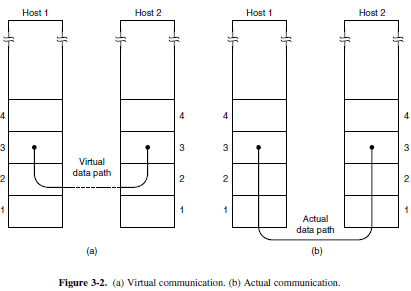 Host 1 Host 2 Host 1 Host 2
4 4 4 4
3 3 3 3
Virtual
data path
2 2 2 2
1 1 1 1
Actual
data path
(a) (b)
Figure 3-2. (a) Virtual communication. (b) Actual communication.